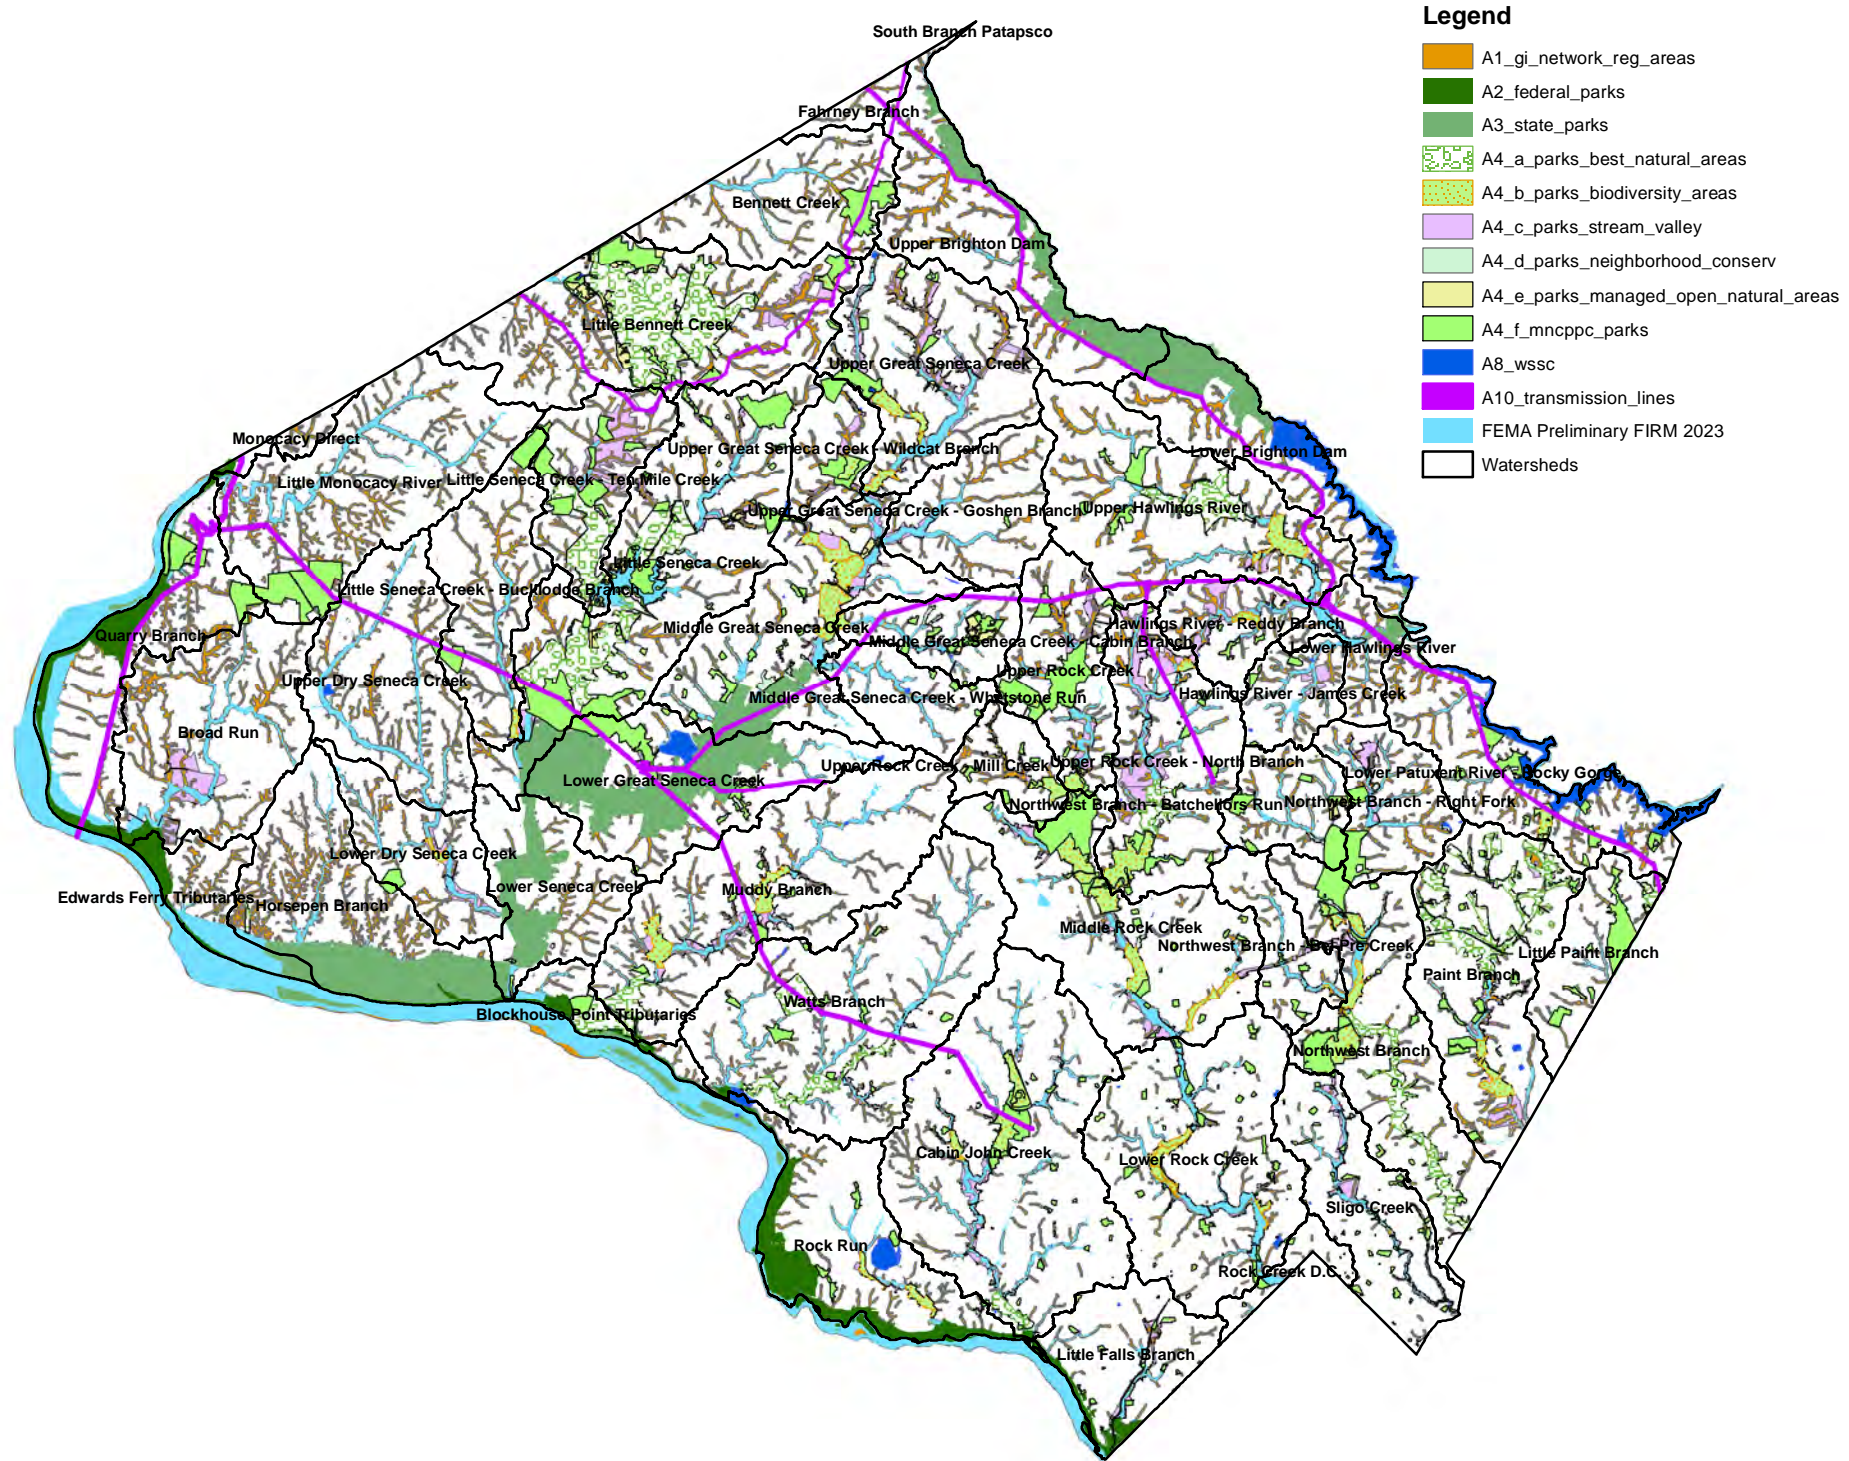 Legend
A1_gi_network_reg_areas
A2_federal_parks
A3_state_parks
A4_a_parks_best_natural_areas
A4_b_parks_biodiversity_areas
A4_c_parks_stream_valley
A4_d_parks_neighborhood_conserv
A4_e_parks_managed_open_natural_areas
A4_f_mncppc_parks
A8_wssc
A10_transmission_lines
FEMA Preliminary FIRM 2023
Watersheds
South Branch Patapsco
Fahrney Branch
Bennett Creek
Upper Brighton Dam
Little Bennett Creek
Upper Great Seneca Creek
Monocacy Direct
Upper Great Seneca Creek - Wildcat Branch
Lower Brighton Dam
Little Monocacy River
Little Seneca Creek - Ten Mile Creek
Upper Great Seneca Creek - Goshen Branch
Upper Hawlings River
Little Seneca Creek
Little Seneca Creek - Bucklodge Branch
Quarry Branch
Middle Great Seneca Creek
Middle Great Seneca Creek - Cabin Branch
Hawlings River - Reddy Branch
Lower Hawlings River
Upper Dry Seneca Creek
Upper Rock Creek
Middle Great Seneca Creek - Whetstone Run
Hawlings River - James Creek
Broad Run
Lower Great Seneca Creek
Upper Rock Creek - Mill Creek
Upper Rock Creek - North Branch
Lower Patuxent River - Rocky Gorge
Northwest Branch - Batchellors Run
Northwest Branch - Right Fork
Lower Dry Seneca Creek
Lower Seneca Creek
Muddy Branch
Edwards Ferry Tributaries
Horsepen Branch
Middle Rock Creek
Northwest Branch - Bel Pre Creek
Little Paint Branch
Paint Branch
Watts Branch
Blockhouse Point Tributaries
Northwest Branch
Cabin John Creek
Lower Rock Creek
Sligo Creek
Rock Run
Rock Creek D.C.
Little Falls Branch